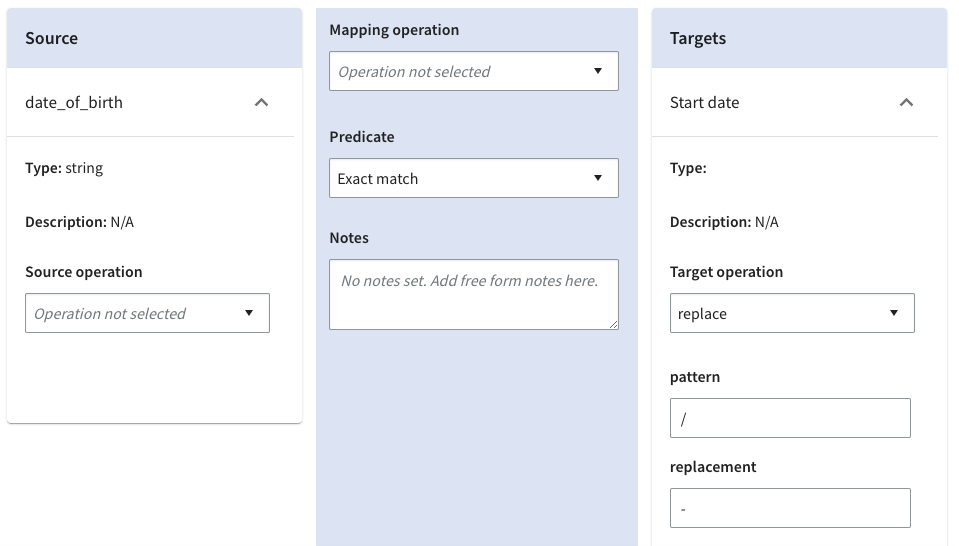 Source
date_of_birth
Type: string
Description: N/A
Source operation
Operation not selected
Mapping operation
Operation not selected
Predicate
Exact match
Notes
No notes set. Add free form notes here.
Targets
Start date
Type:
Description: N/A
Target operation
replace
pattern
/
replacement
-